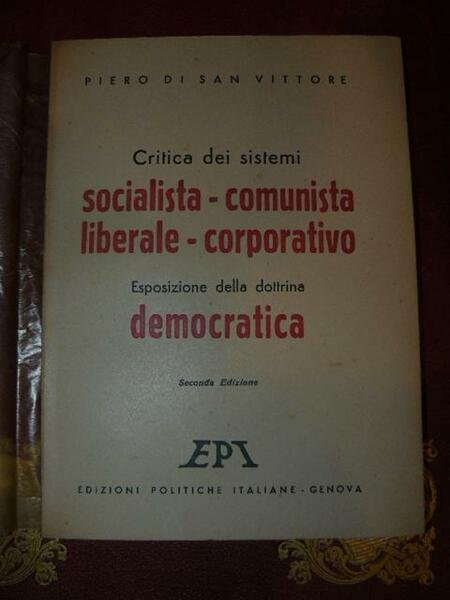 PIERO DI SAN VITTORE
Critica dei sistemi
socialista - comunista
liberale - corporativo
Esposizione della dottrina
democratica
Seconda Edizione
EPI
EDIZIONI POLITICHE ITALIANE - GENOVA